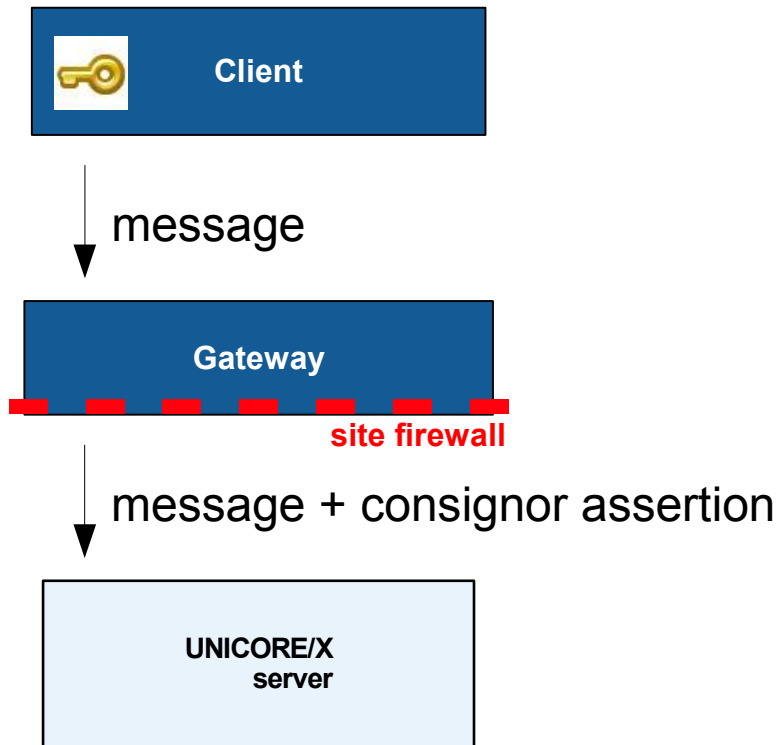 Client
message
Gateway
site firewall
message + consignor assertion
UNICORE/X
server